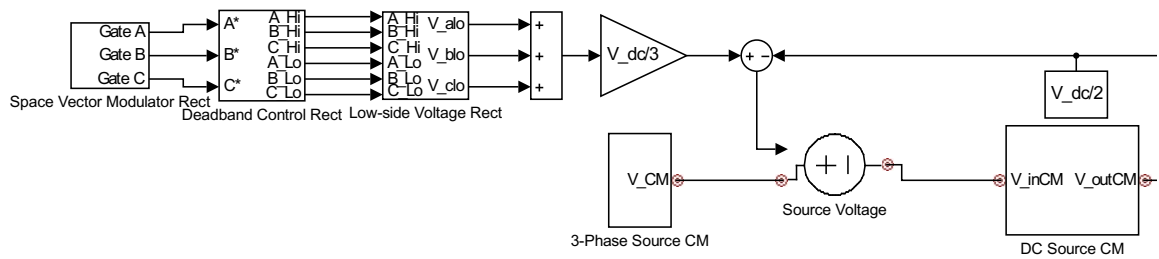 Gate A
Gate B
Gate C
Space Vector Modulator Rect
A*
B*
C*
A_Hi
B_Hi
C_Hi
A_Lo
B_Lo
C_Lo
Deadband Control Rect
A_Hi
B_Hi
C_Hi
A_Lo
B_Lo
C_Lo
V_alo
V_blo
V_clo
Low-side Voltage Rect
+
+
+
V_dc/3
+ -
V_dc/2
V_CM
3-Phase Source CM
+ |
Source Voltage
V_inCM V_outCM
DC Source CM